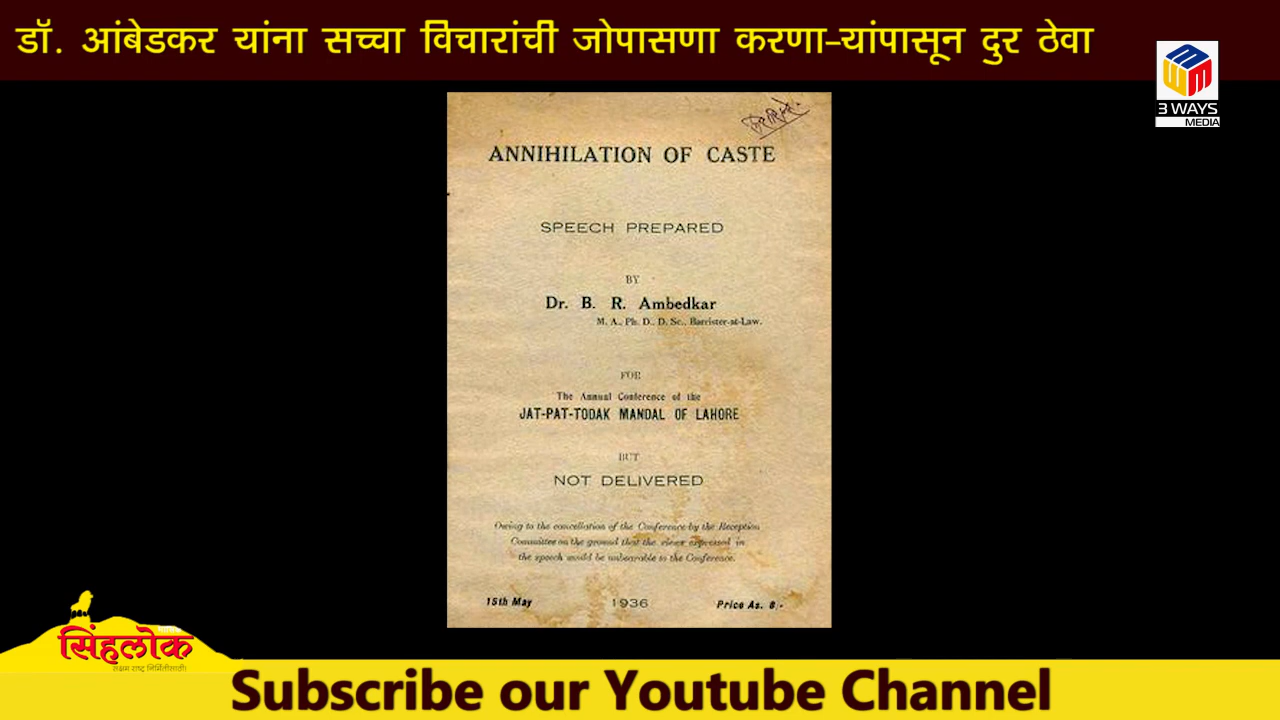 डॉ. आंबेडकर यांना सच्चा विचारांची जोपासणा करणा-यांपासून दुर ठेवा
3 WAYS
MEDIA
ANNIHILATION OF CASTE
SPEECH PREPARED
BY
Dr. B. R. Ambedkar
M. A., Ph. D., D. Sc., Barrister-at-Law.
FOR
The Annual Conference of the
JAT-PAT-TODAK MANDAL OF LAHORE
BUT
NOT DELIVERED
Owing to the cancellation of the Conference by the Reception
Committee on the ground that the views expressed in
the speech would be unbearable to the Conference.
15th May 1936 Price As. 8/-
सिंहलोक
सक्षम राष्ट्र निर्मितीसाठी!
Subscribe our Youtube Channel